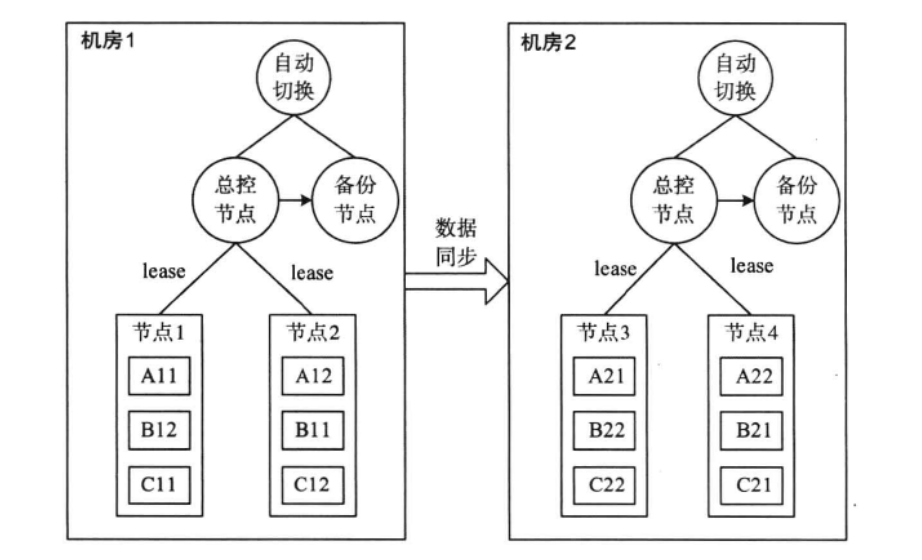 机房1
自动
切换
总控
节点
备份
节点
lease
lease
节点1
A11
B12
C11
节点2
A12
B11
C12
数据
同步
机房2
自动
切换
总控
节点
备份
节点
lease
lease
节点3
A21
B22
C22
节点4
A22
B21
C21